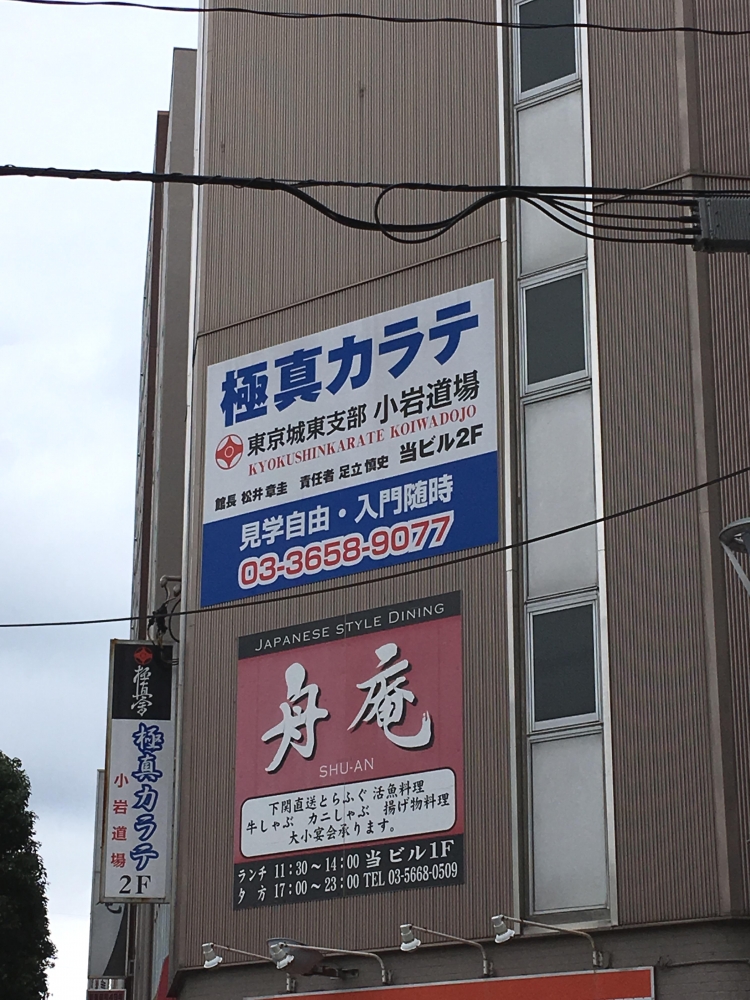 極真カラテ
東京城東支部 小岩道場
KYOKUSHINKARATE KOIWADOJO
館長 松井章圭 責任者 足立慎史 当ビル2F
見学自由・入門随時
03-3658-9077
JAPANESE STYLE DINING
舟庵
SHU-AN
下関直送とらふぐ 活魚料理
牛しゃぶ カニしゃぶ 揚げ物料理
大小宴会承ります。
ランチ 11:30～14:00 当ビル1F
夕方 17:00～23:00 TEL 03-5668-0509
極真会
極真カラテ
小岩道場
2F